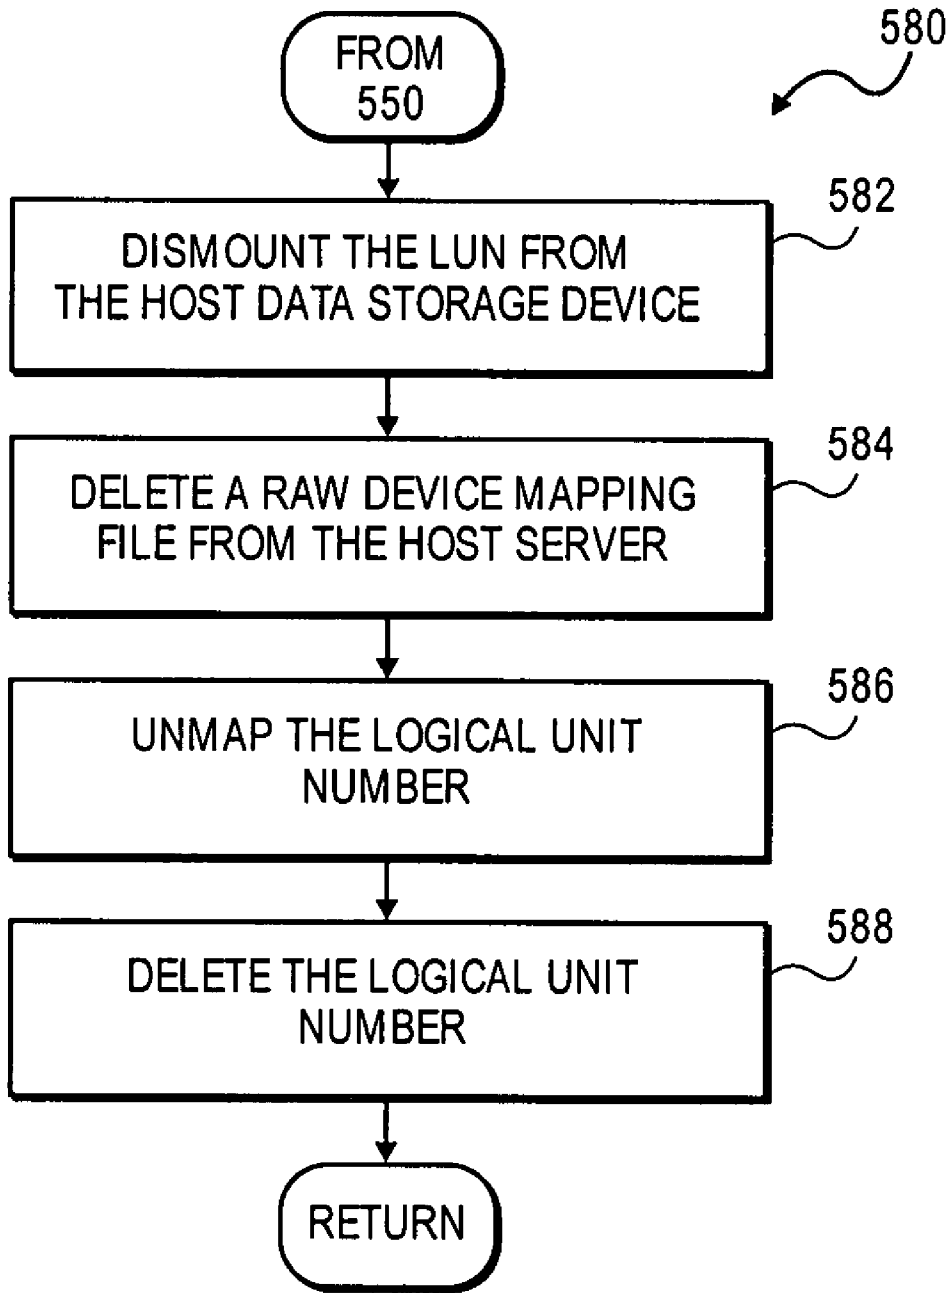 FROM
550
580
582
DISMOUNT THE LUN FROM
THE HOST DATA STORAGE DEVICE
584
DELETE A RAW DEVICE MAPPING
FILE FROM THE HOST SERVER
586
UNMAP THE LOGICAL UNIT
NUMBER
588
DELETE THE LOGICAL UNIT
NUMBER
RETURN